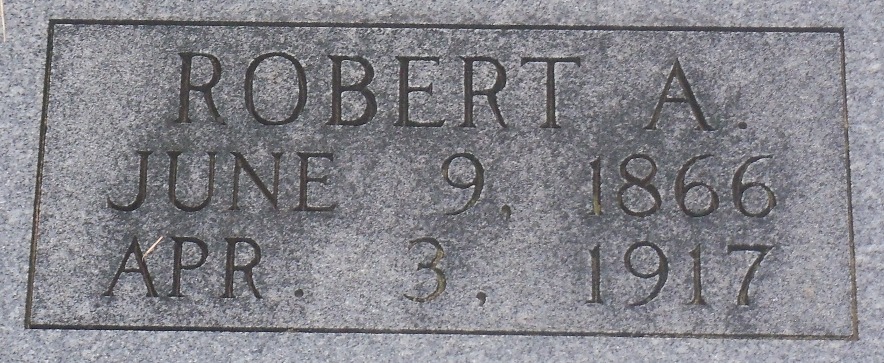 ROBERT A.
JUNE 9, 1866
APR. 3, 1917